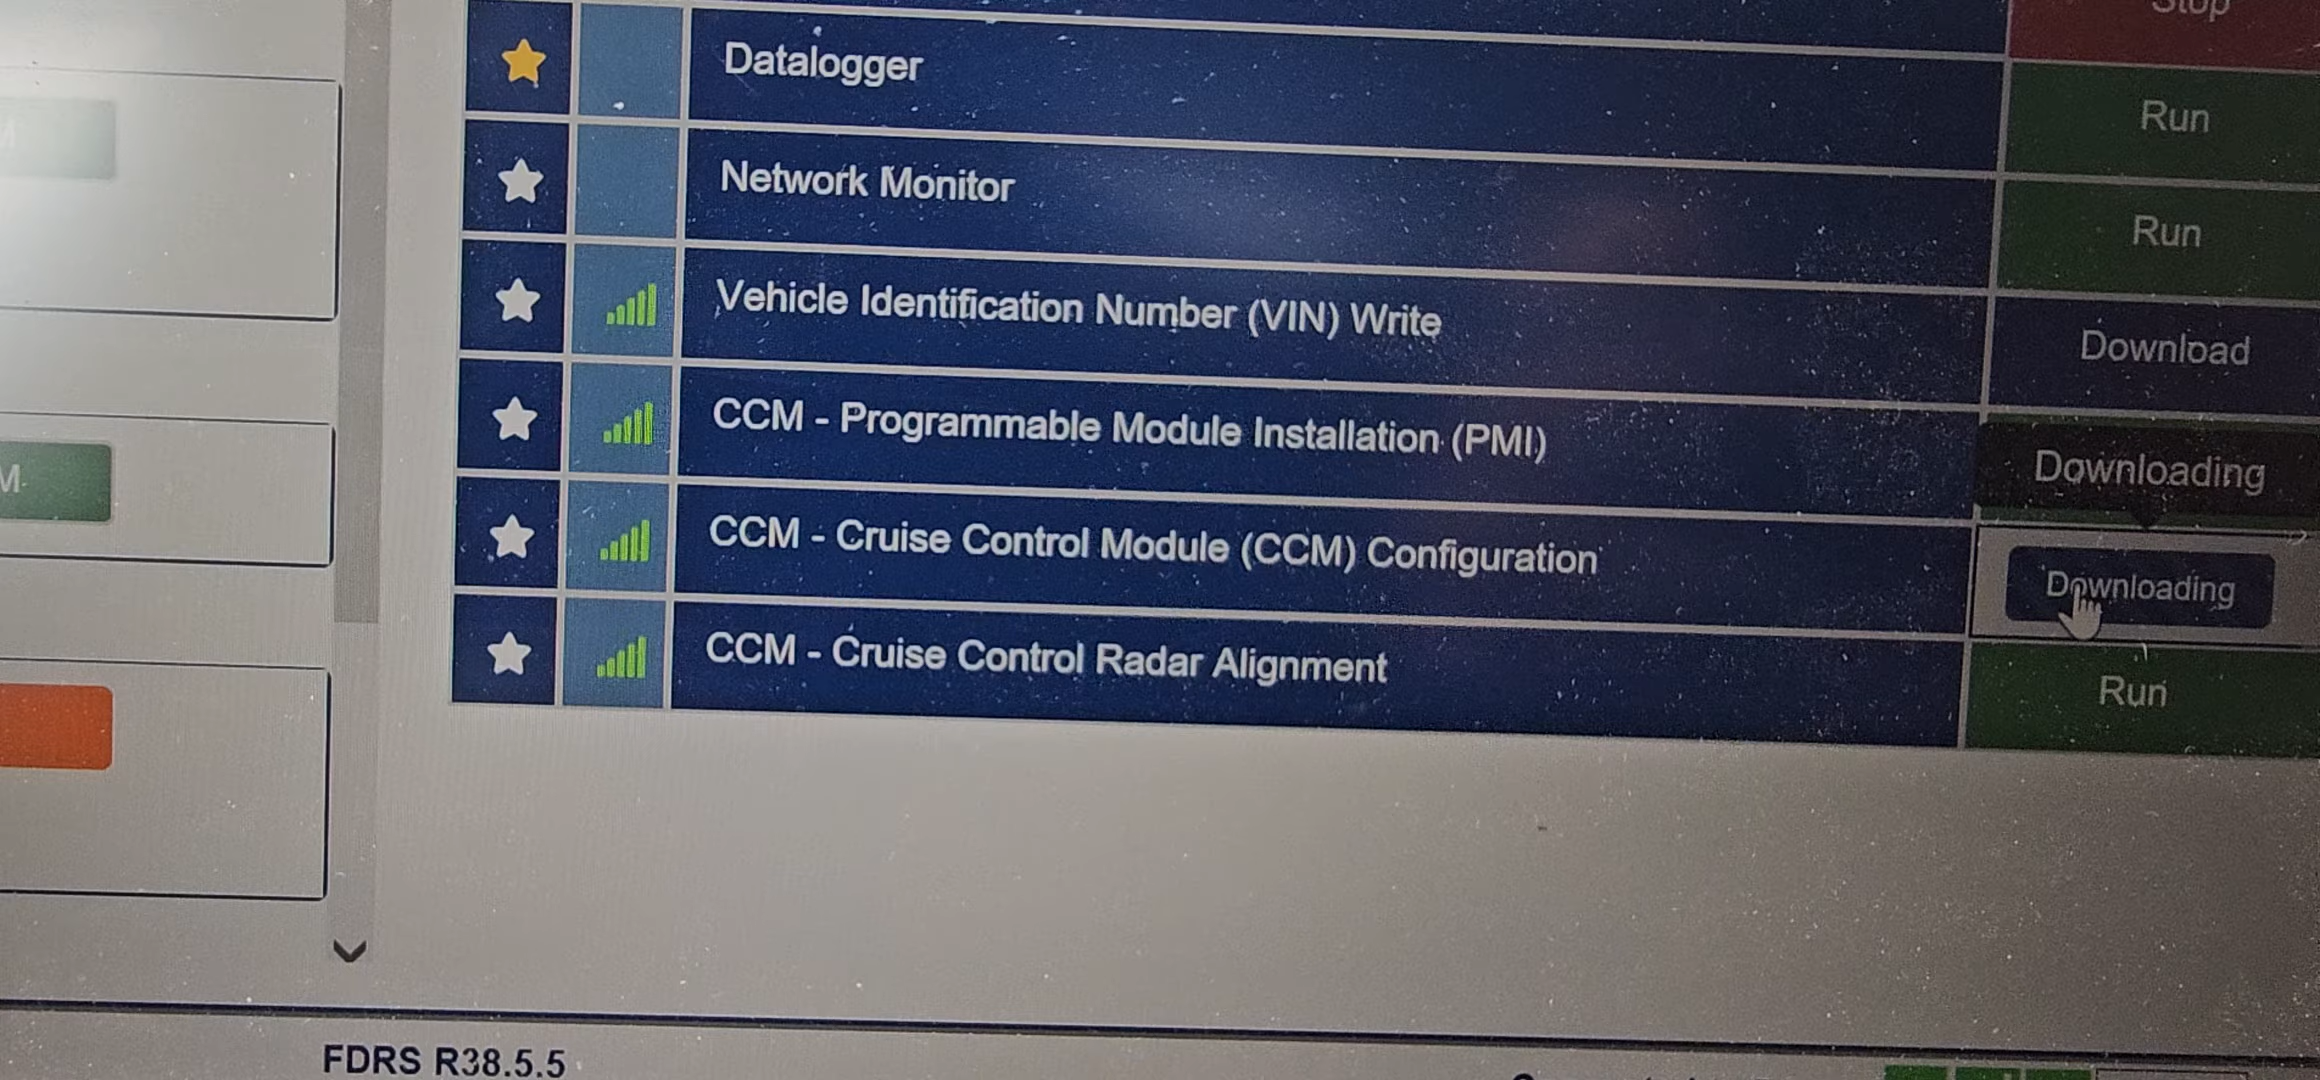 Stop
Datalogger
Run
Network Monitor
Run
Vehicle Identification Number (VIN) Write
Download
CCM - Programmable Module Installation (PMI)
Downloading
CCM - Cruise Control Module (CCM) Configuration
Downloading
CCM - Cruise Control Radar Alignment
Run
M
FDRS R38.5.5